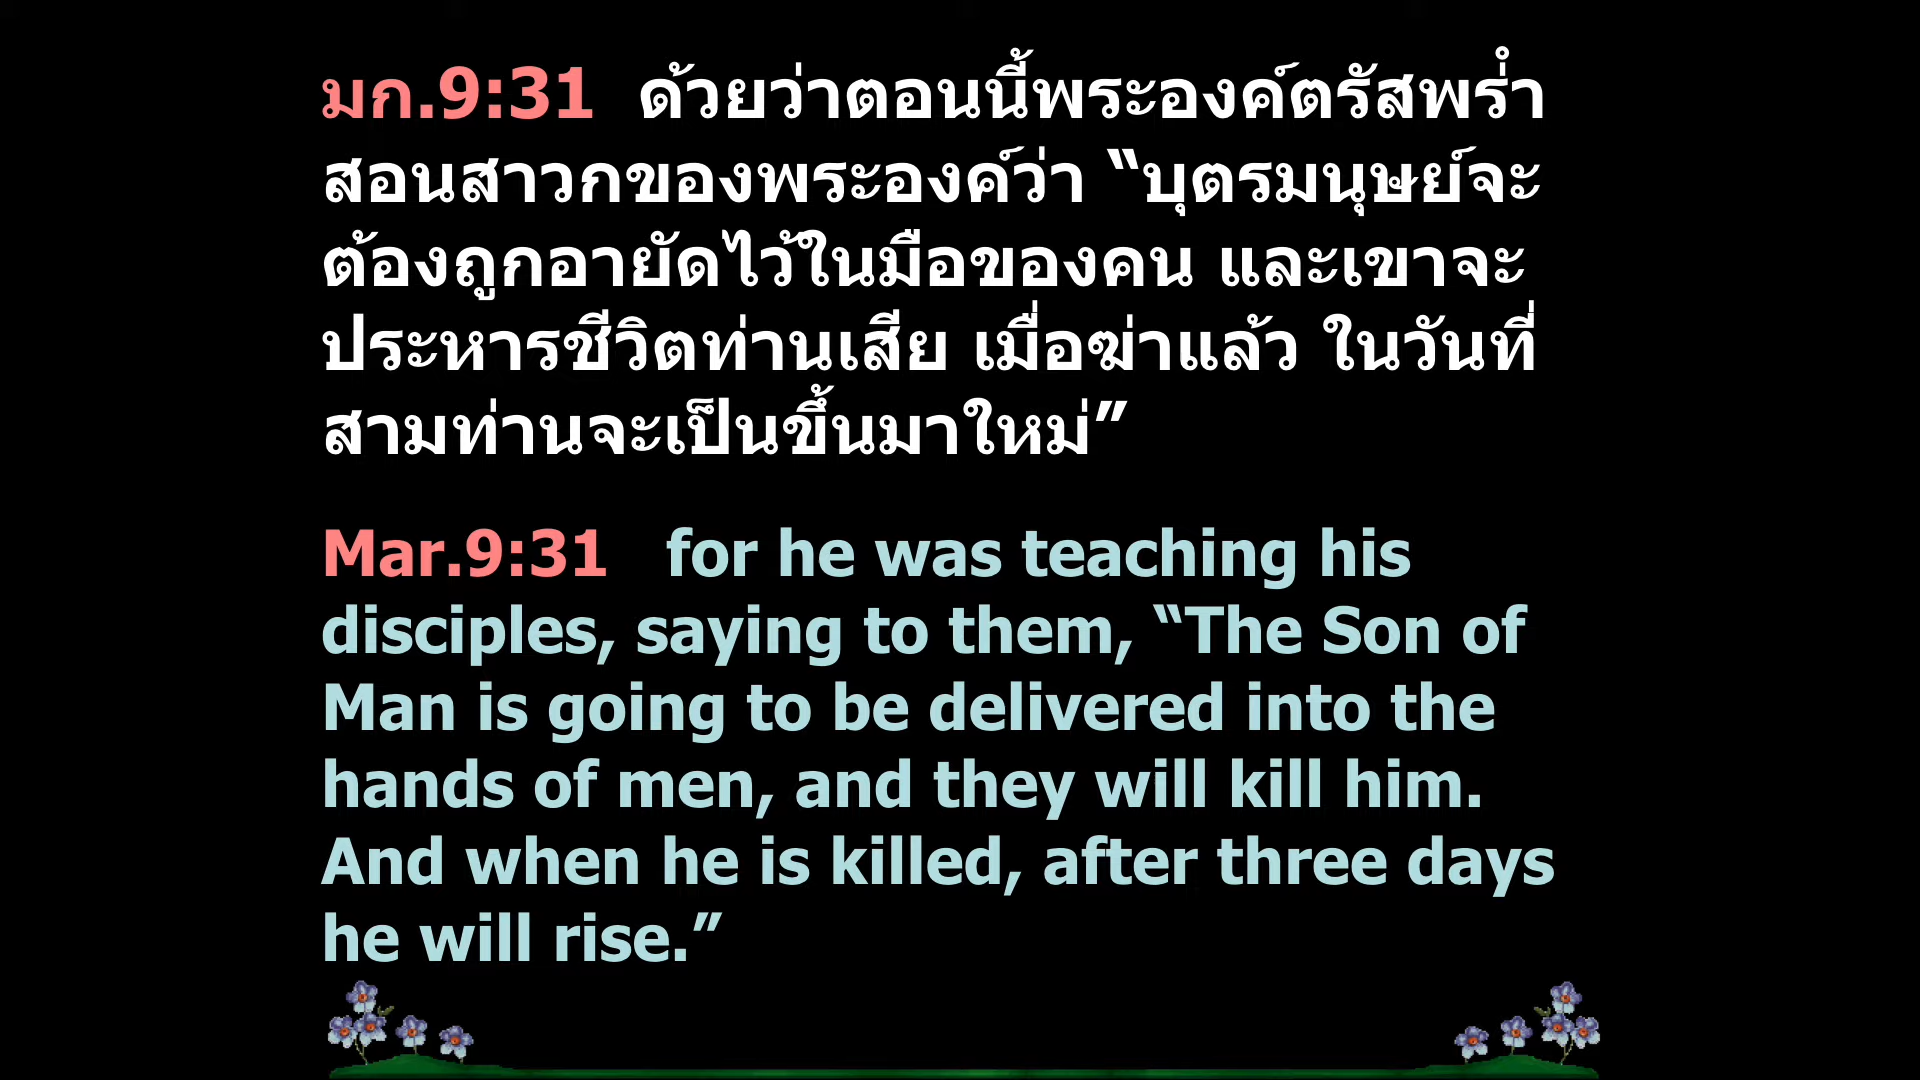 มก.9:31 ด้วยว่าตอนนี้พระองค์ตรัสพร่ำ
สอนสาวกของพระองค์ว่า “บุตรมนุษย์จะ
ต้องถูกอายัดไว้ในมือของคน และเขาจะ
ประหารชีวิตท่านเสีย เมื่อฆ่าแล้ว ในวันที่
สามท่านจะเป็นขึ้นมาใหม่”
Mar.9:31 for he was teaching his
disciples, saying to them, “The Son of
Man is going to be delivered into the
hands of men, and they will kill him.
And when he is killed, after three days
he will rise.”